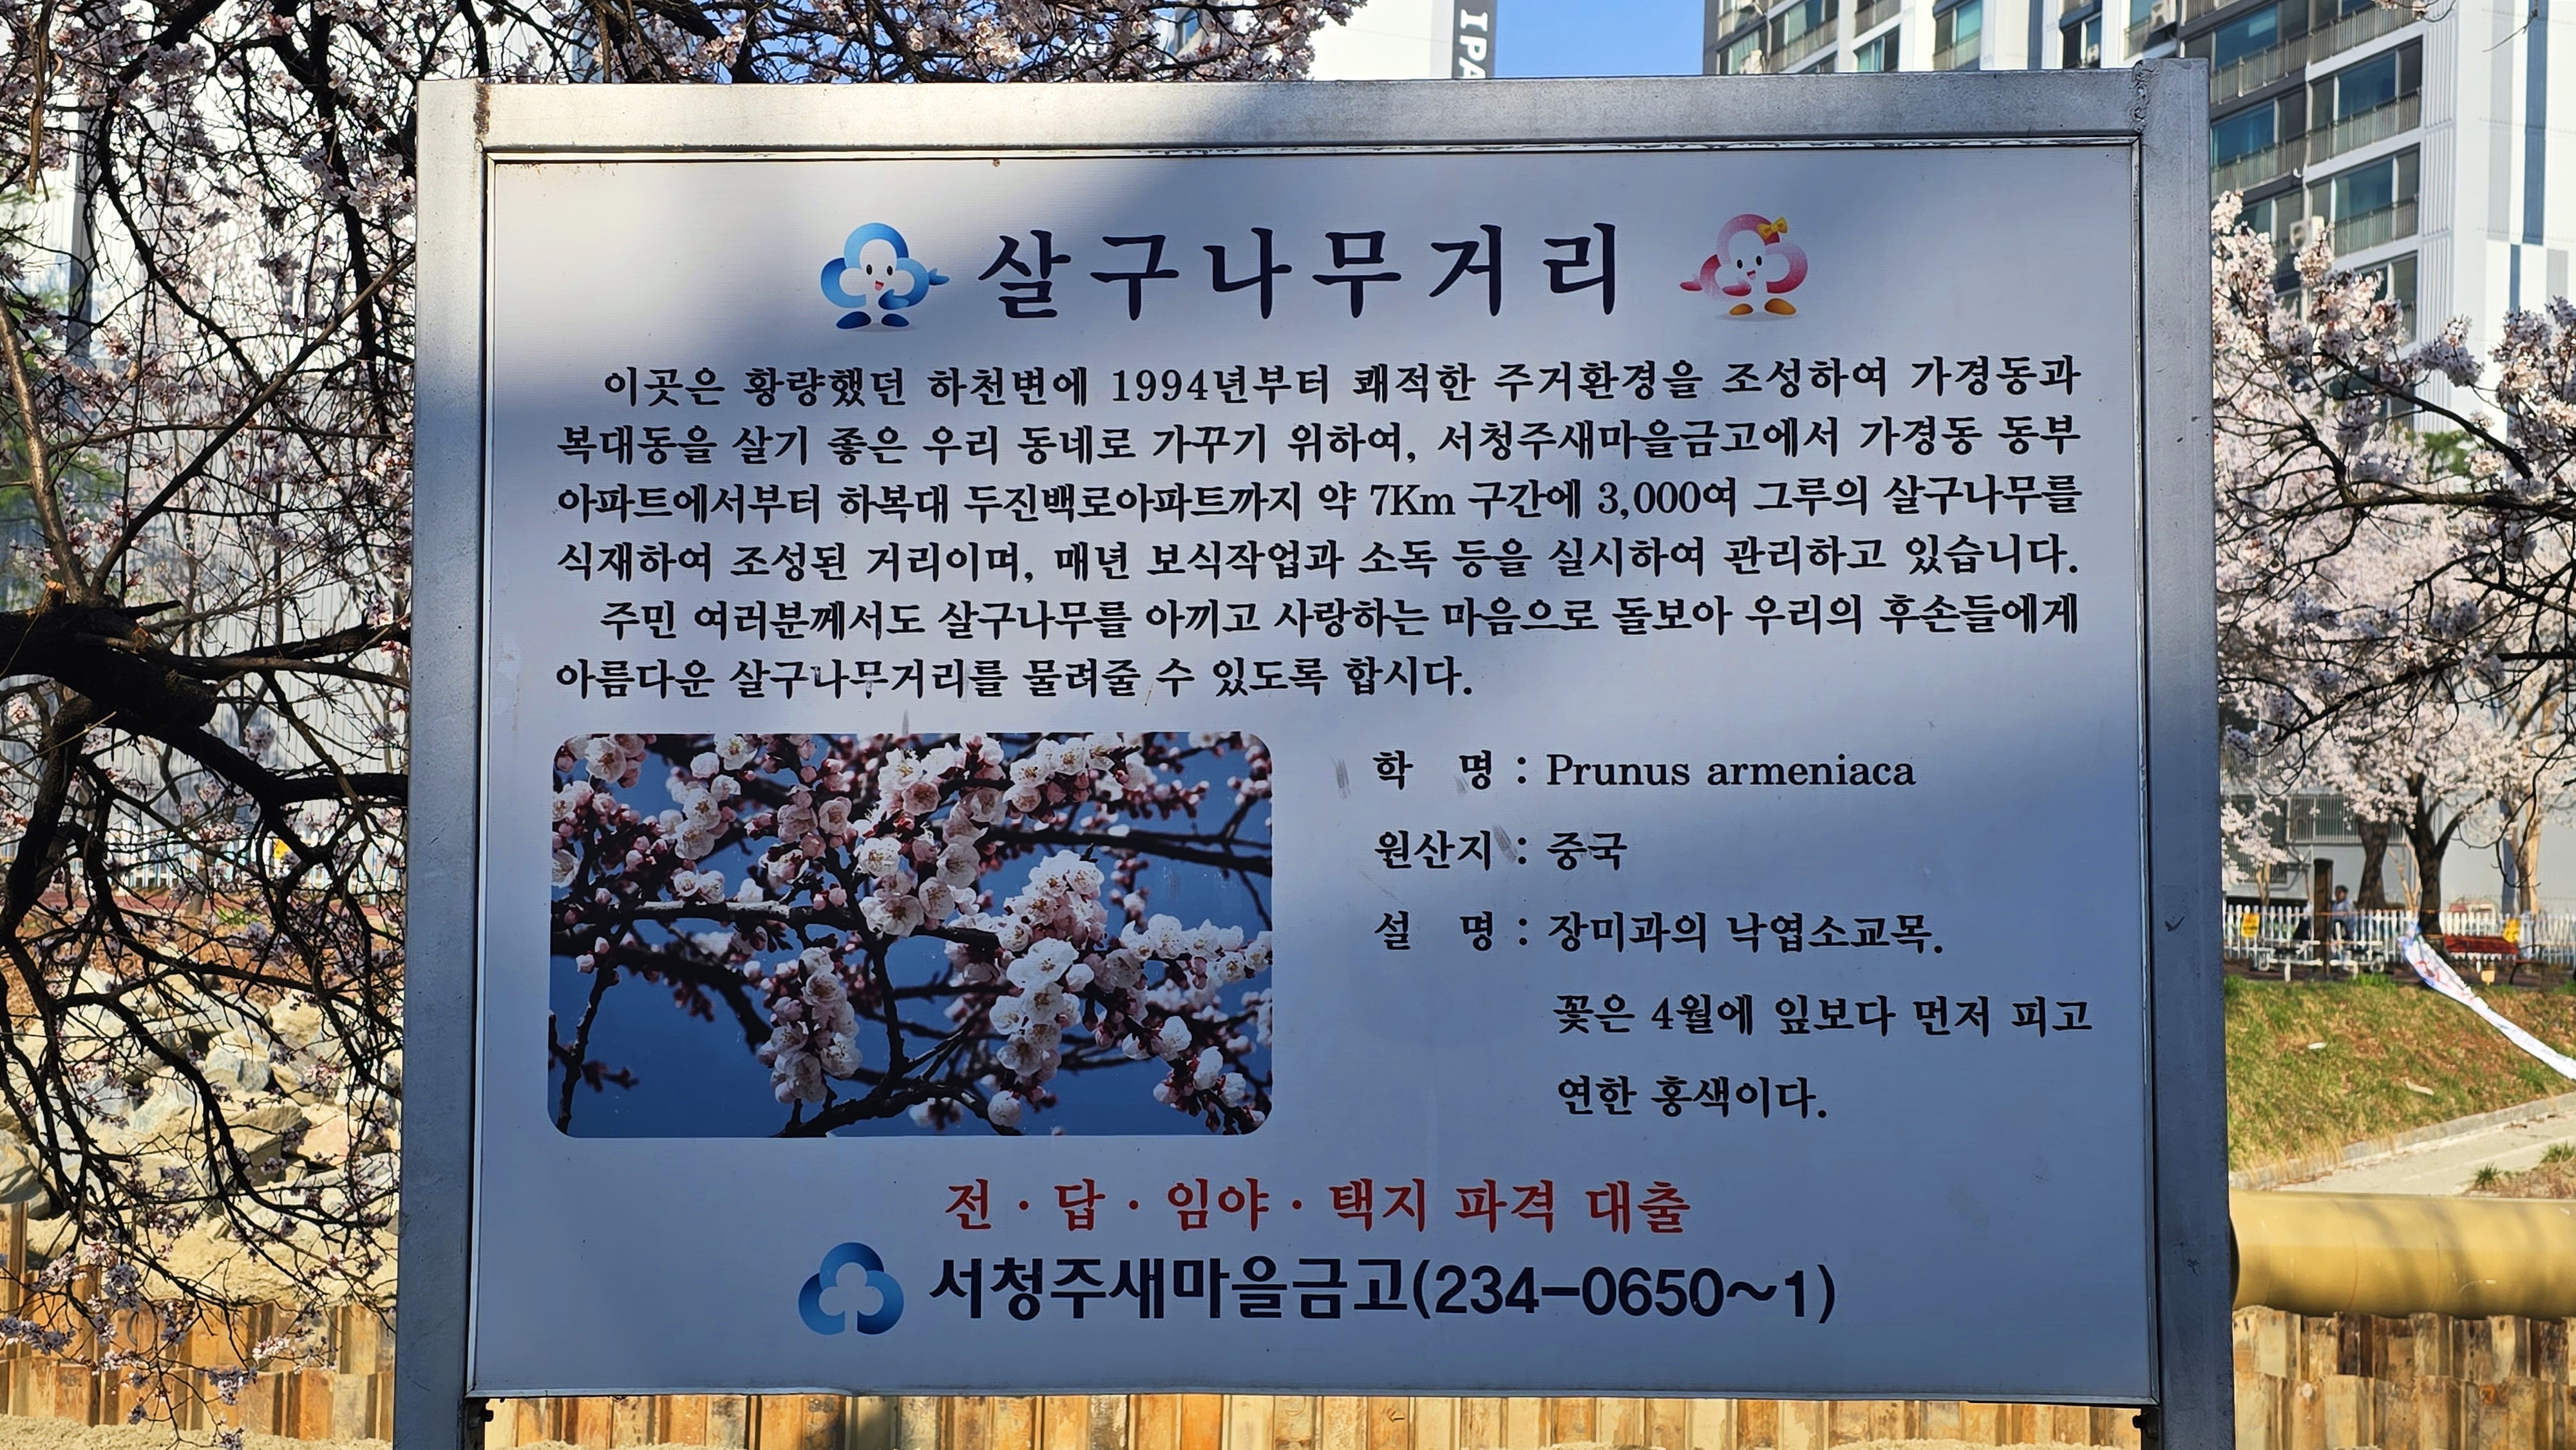 IPA
살구나무거리
이곳은 황량했던 하천변에 1994년부터 쾌적한 주거환경을 조성하여 가경동과
복대동을 살기 좋은 우리 동네로 가꾸기 위하여, 서청주새마을금고에서 가경동 동부
아파트에서부터 하복대 두진백로아파트까지 약 7Km 구간에 3,000여 그루의 살구나무를
식재하여 조성된 거리이며, 매년 보식작업과 소독 등을 실시하여 관리하고 있습니다.
주민 여러분께서도 살구나무를 아끼고 사랑하는 마음으로 돌보아 우리의 후손들에게
아름다운 살구나무거리를 물려줄 수 있도록 합시다.
학 명 : Prunus armeniaca
원산지 : 중국
설 명 : 장미과의 낙엽소교목.
꽃은 4월에 잎보다 먼저 피고
연한 홍색이다.
전 · 답 · 임야 · 택지 파격 대출
서청주새마을금고(234-0650~1)